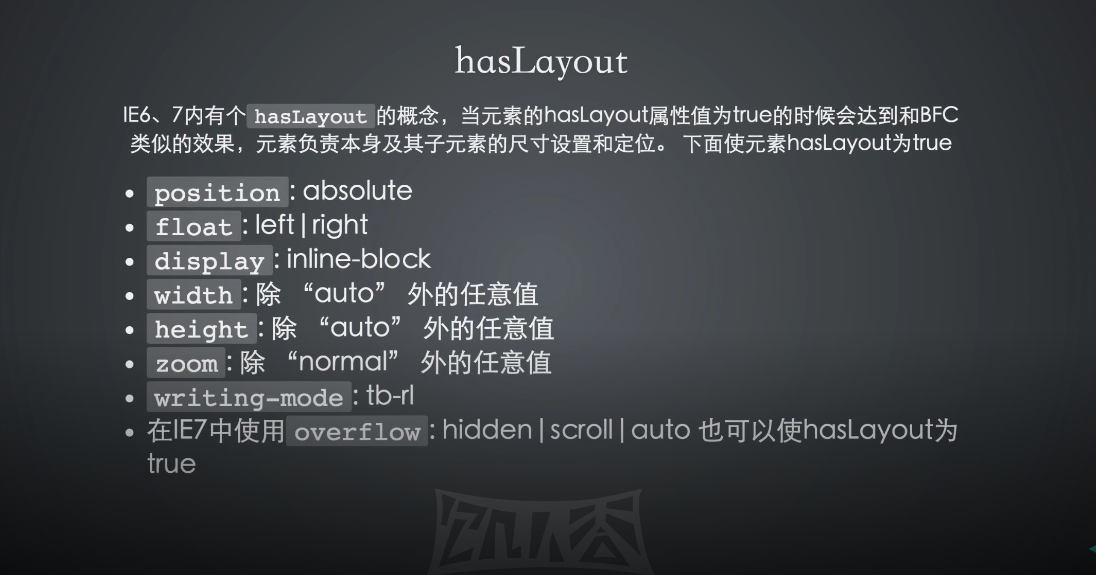 hasLayout
IE6、7内有个 hasLayout 的概念，当元素的hasLayout属性值为true的时候会达到和BFC
类似的效果，元素负责本身及其子元素的尺寸设置和定位。 下面使元素hasLayout为true
• position : absolute
• float : left|right
• display : inline-block
• width : 除 “auto” 外的任意值
• height : 除 “auto” 外的任意值
• zoom : 除 “normal” 外的任意值
• writing-mode : tb-rl
• 在IE7中使用 overflow : hidden|scroll|auto 也可以使hasLayout为
true